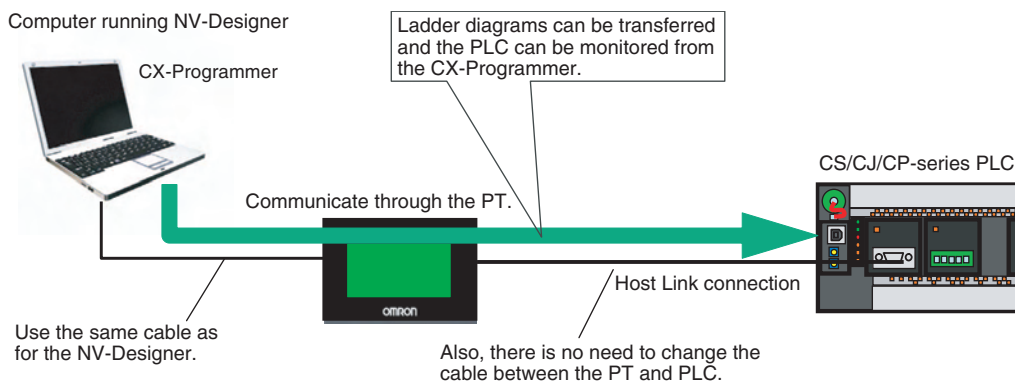 Computer running NV-Designer
CX-Programmer
Ladder diagrams can be transferred
and the PLC can be monitored from
the CX-Programmer.
CS/CJ/CP-series PLC
Communicate through the PT.
Host Link connection
OMRON
Use the same cable as
for the NV-Designer.
Also, there is no need to change the
cable between the PT and PLC.